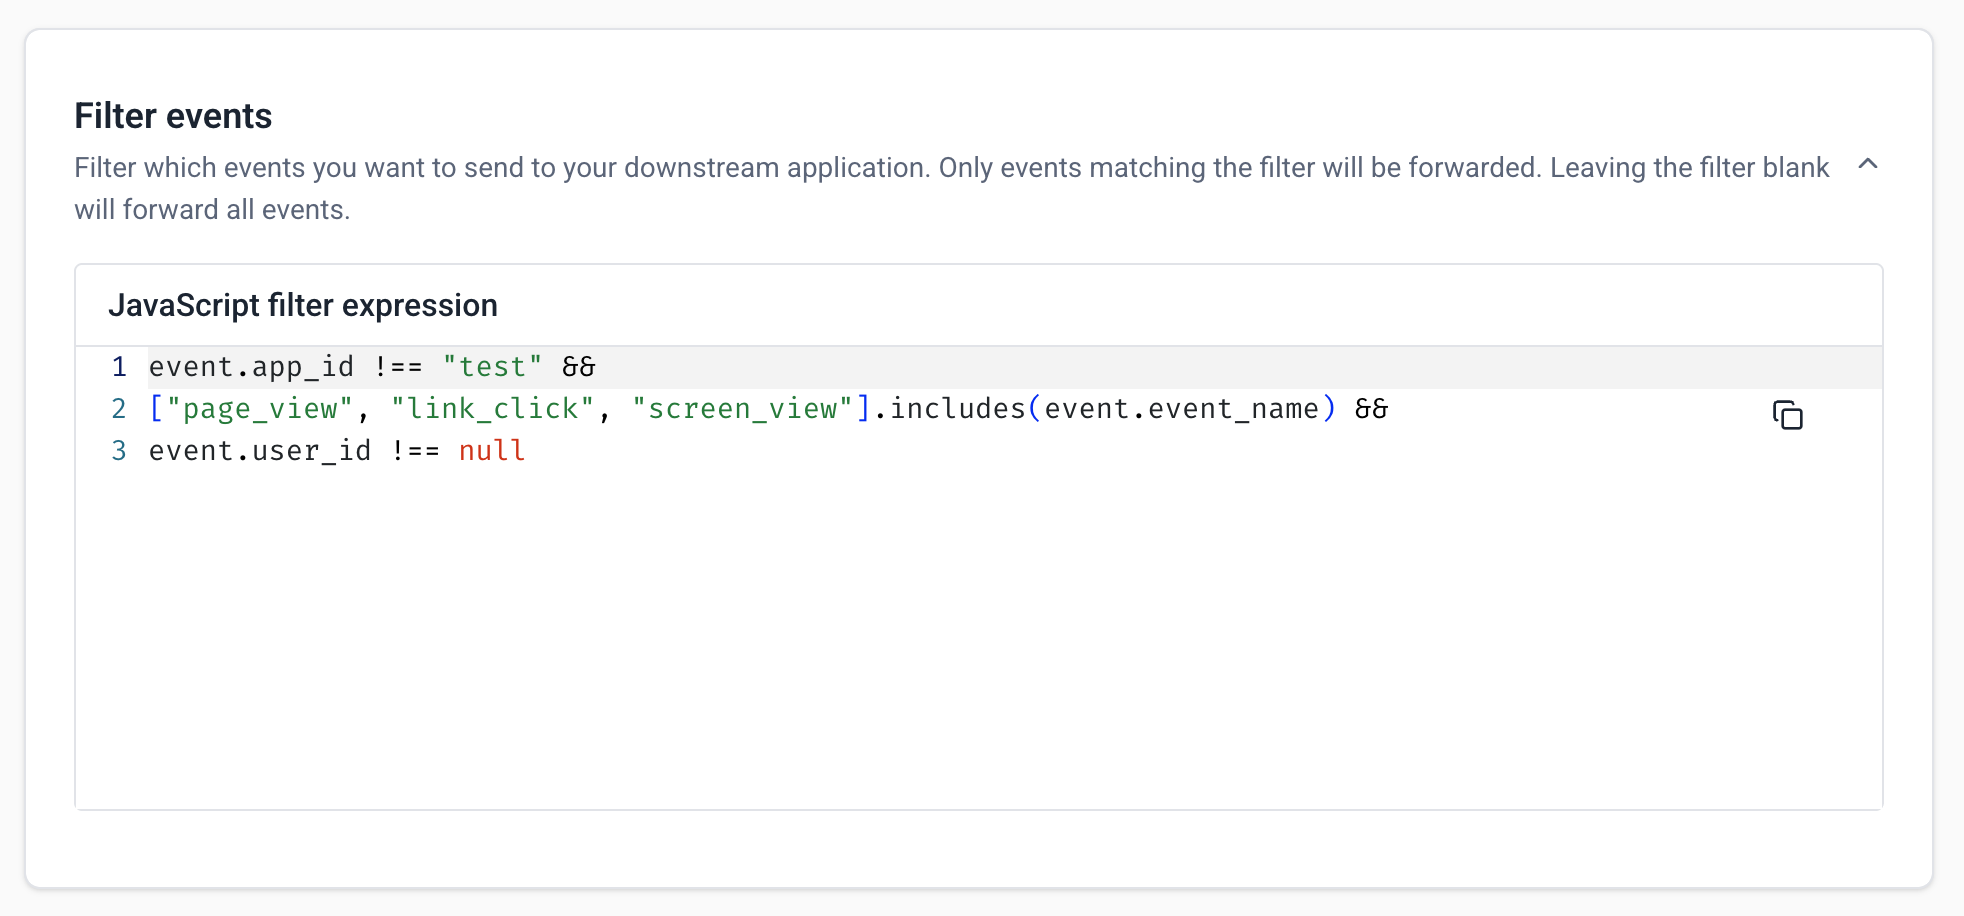 Filter events
Filter which events you want to send to your downstream application. Only events matching the filter will be forwarded. Leaving the filter blank
will forward all events.
JavaScript filter expression
1 event.app_id !== "test" &&
2 ["page_view", "link_click", "screen_view"].includes(event.event_name) &&
3 event.user_id !== null